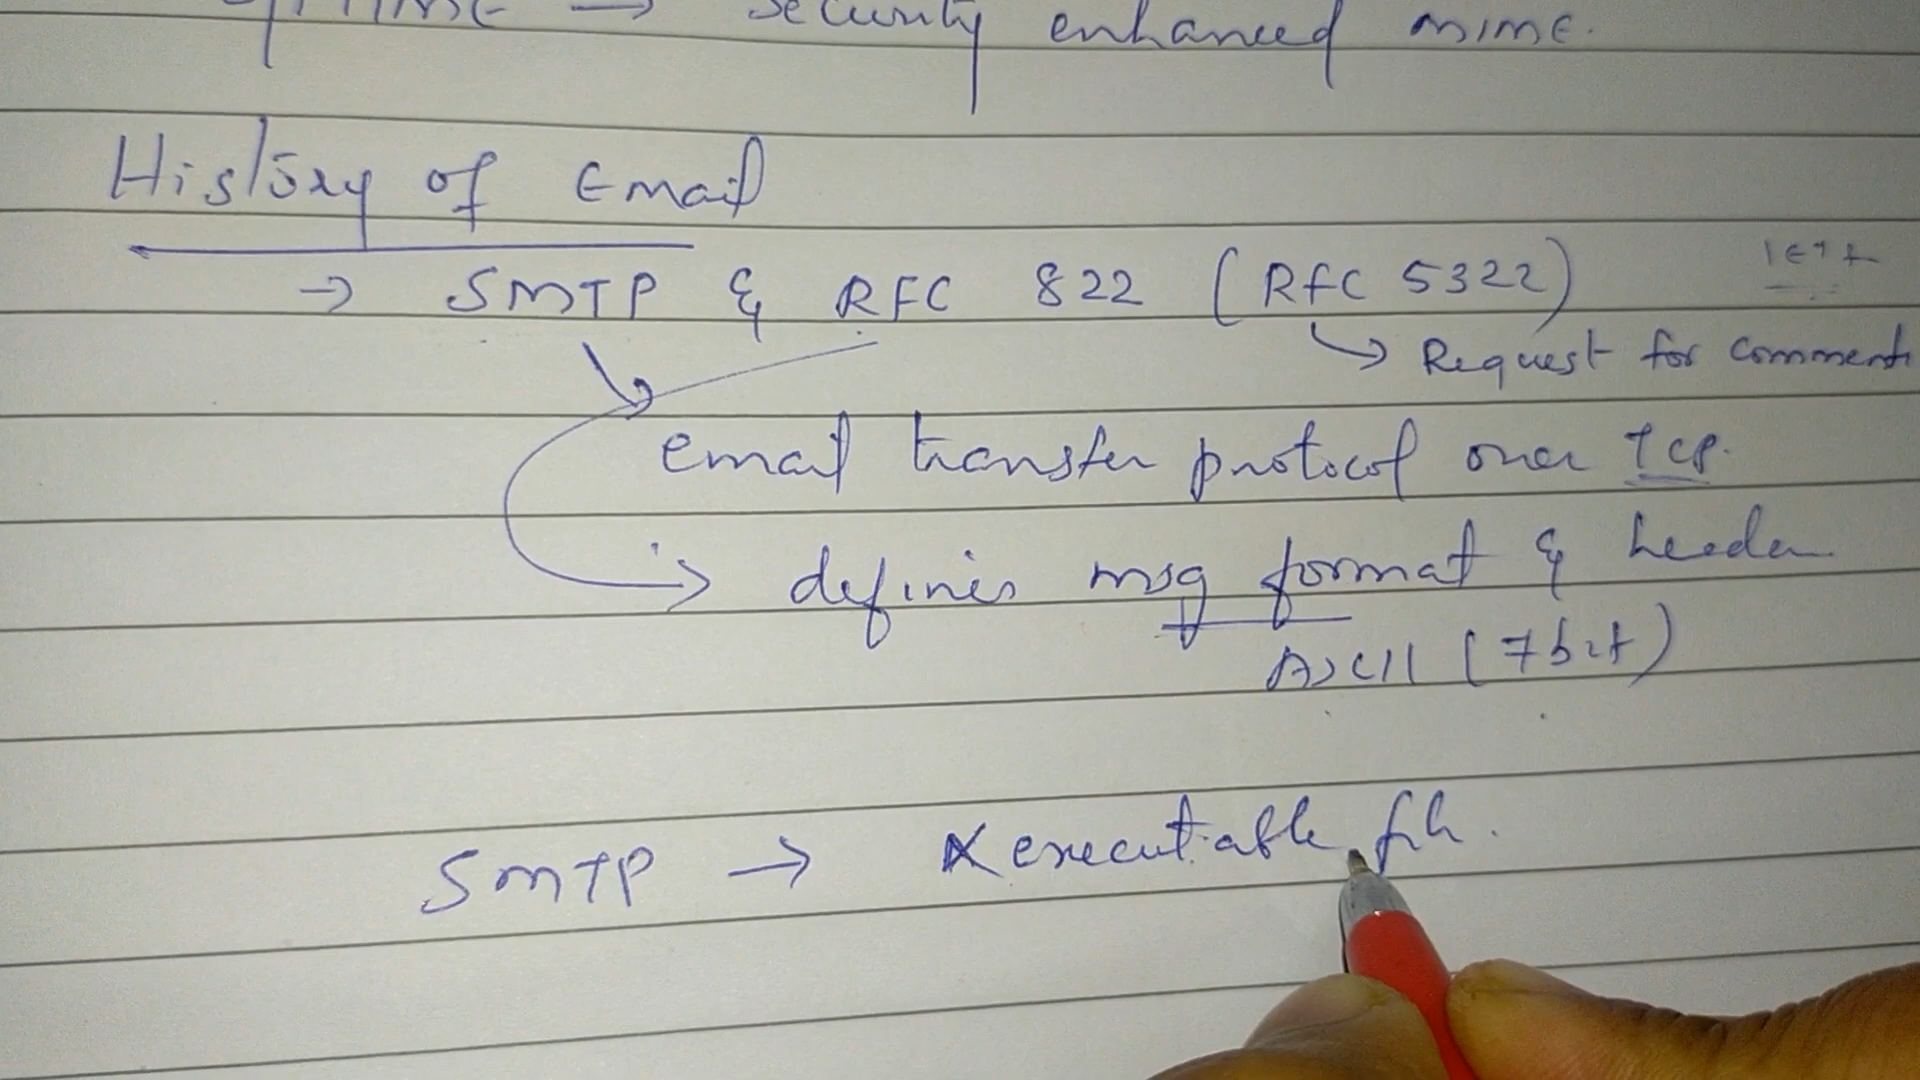 S/MIME → Security enhanced MIME.
History of Email
→ SMTP & RFC 822 (RFC 5322)
↳ Request for Comments
email transfer protocol over TCP.
→ defines msg format & header
ASCII (7bit)
SMTP → X executable file.